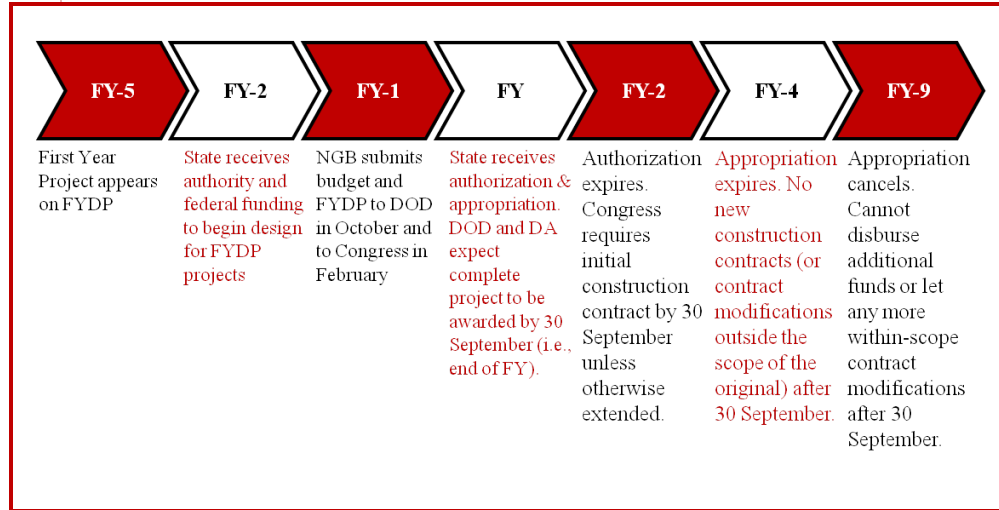 FY-5
FY-2
FY-1
FY
FY-2
FY-4
FY-9
First Year
Project appears
on FYDP
State receives
authority and
federal funding
to begin design
for FYDP
projects
NGB submits
budget and
FYDP to DOD
in October and
to Congress in
February
State receives
authorization &
appropriation.
DOD and DA
expect
complete
project to be
awarded by 30
September (i.e.,
end of FY).
Authorization
expires.
Congress
requires
initial
construction
contract by 30
September
unless
otherwise
extended.
Appropriation
expires. No
new
construction
contracts (or
contract
modifications
outside the
scope of the
original) after
30 September.
Appropriation
cancels.
Cannot
disburse
additional
funds or let
any more
within-scope
contract
modifications
after 30
September.